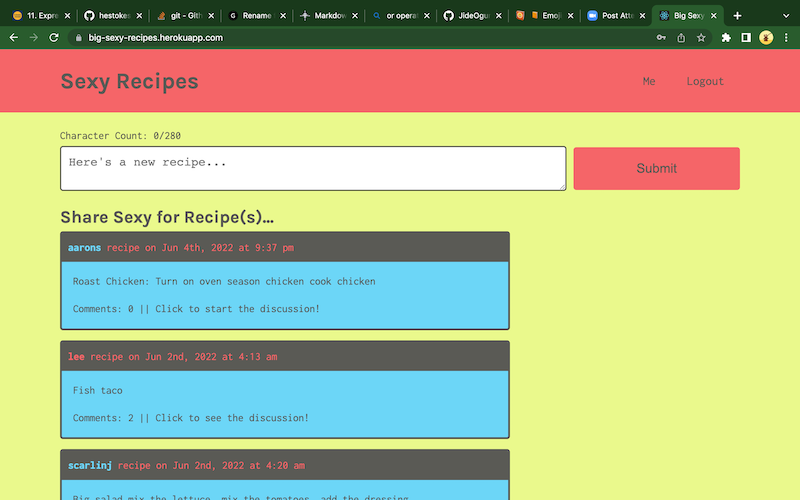 11. Expre
hestokes
git - Gith
Rename
Markdow
or operat
JideOgu
Emoji
Post Atte
Big Sexy
big-sexy-recipes.herokuapp.com
Sexy Recipes
Me
Logout
Character Count: 0/280
Here's a new recipe...
Submit
Share Sexy for Recipe(s)...
aarons recipe on Jun 4th, 2022 at 9:37 pm
Roast Chicken: Turn on oven season chicken cook chicken
Comments: 0 || Click to start the discussion!
lee recipe on Jun 2nd, 2022 at 4:13 am
Fish taco
Comments: 2 || Click to see the discussion!
scarlinj recipe on Jun 2nd, 2022 at 4:20 am
Big salad mix the lettuce, mix the tomatoes, add the dressing